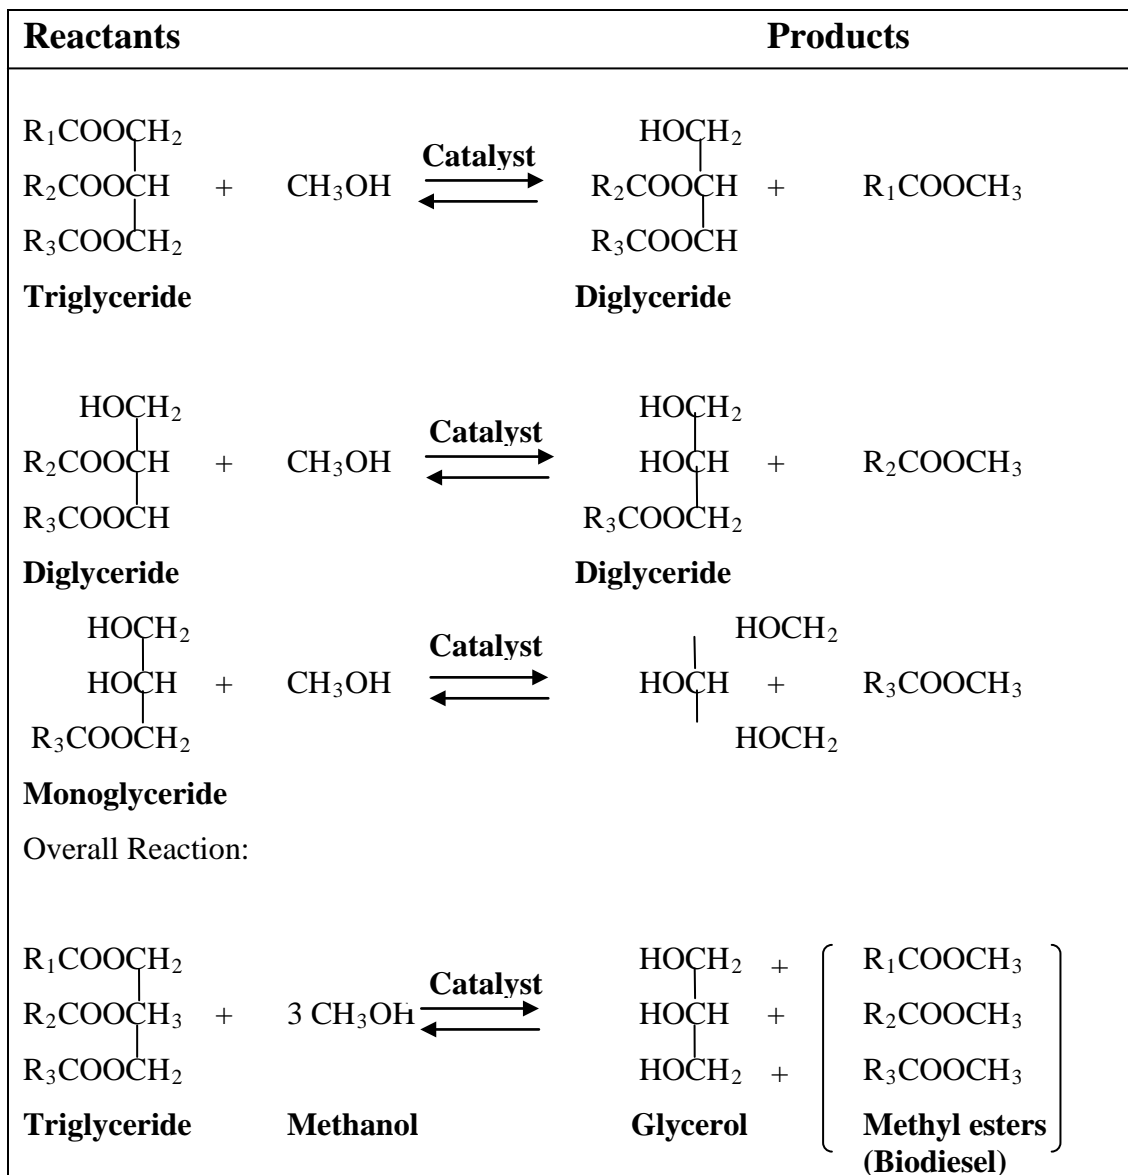 Reactants Products
R₁COOCH₂ HOCH₂
Catalyst
R₂COOCH + CH₃OH R₂COOCH + R₁COOCH₃
R₃COOCH₂ R₃COOCH
Triglyceride Diglyceride
HOCH₂ HOCH₂
Catalyst
R₂COOCH + CH₃OH HOCH + R₂COOCH₃
R₃COOCH R₃COOCH₂
Diglyceride Diglyceride
HOCH₂ HOCH₂
Catalyst
HOCH + CH₃OH HOCH + R₃COOCH₃
R₃COOCH₂ HOCH₂
Monoglyceride
Overall Reaction:
R₁COOCH₂ HOCH₂ + R₁COOCH₃
Catalyst
R₂COOCH₃ + 3 CH₃OH HOCH + R₂COOCH₃
R₃COOCH₂ HOCH₂ + R₃COOCH₃
Triglyceride Methanol Glycerol Methyl esters
(Biodiesel)